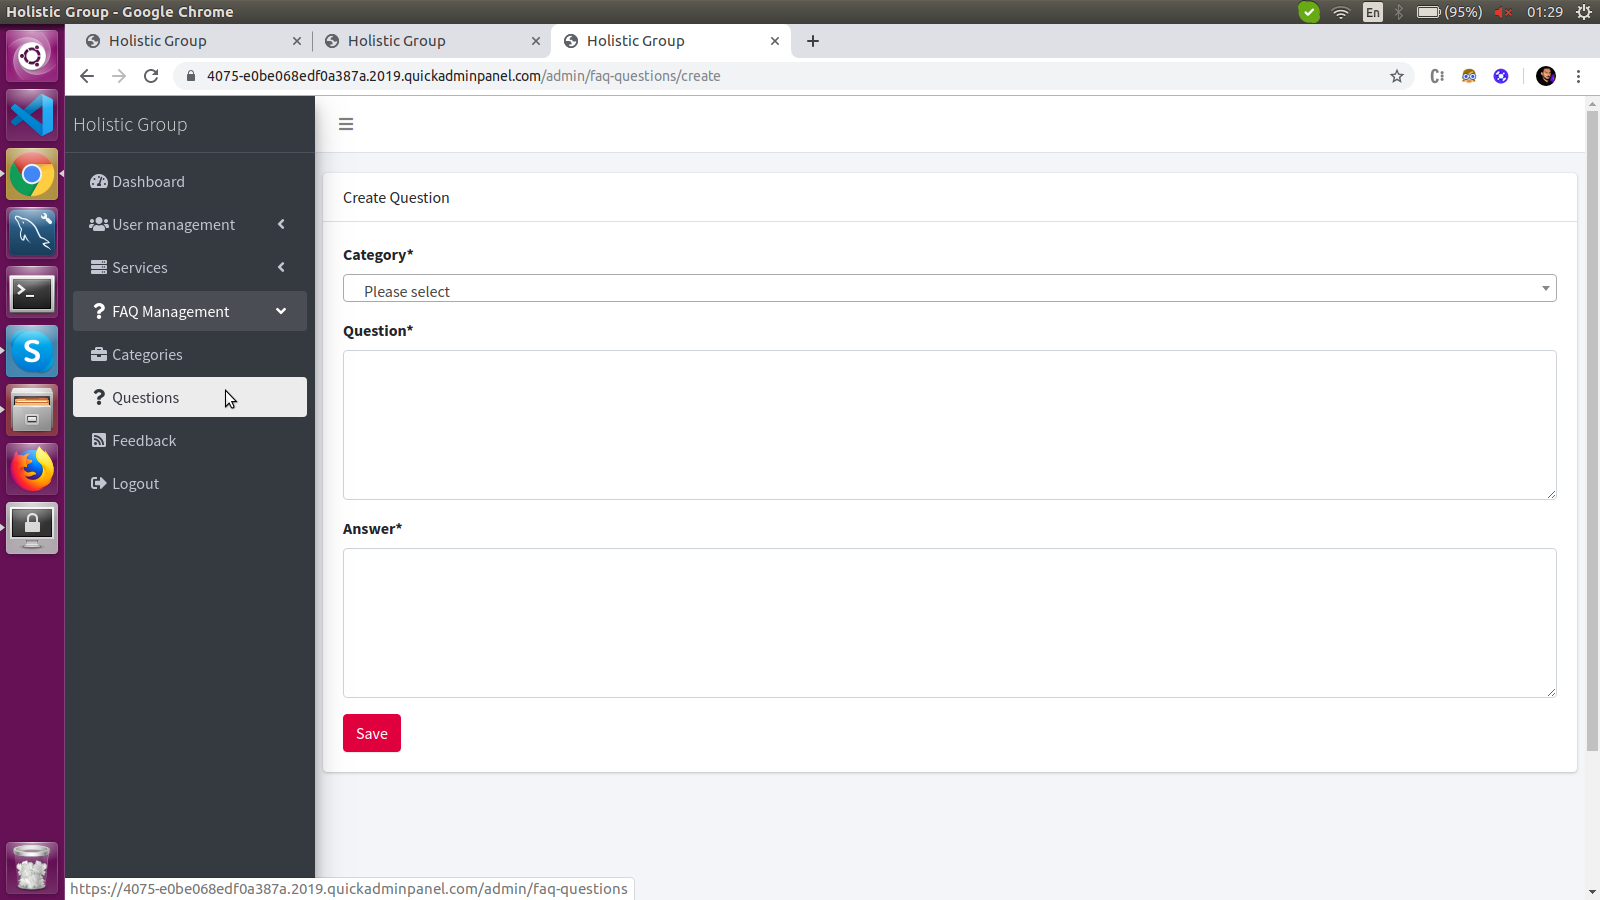 Holistic Group - Google Chrome
En
(95%)
01:29
Holistic Group
Holistic Group
Holistic Group
4075-e0be068edf0a387a.2019.quickadminpanel.com/admin/faq-questions/create
Holistic Group
Dashboard
User management
Services
FAQ Management
Categories
Questions
Feedback
Logout
Create Question
Category*
Please select
Question*
Answer*
Save
https://4075-e0be068edf0a387a.2019.quickadminpanel.com/admin/faq-questions